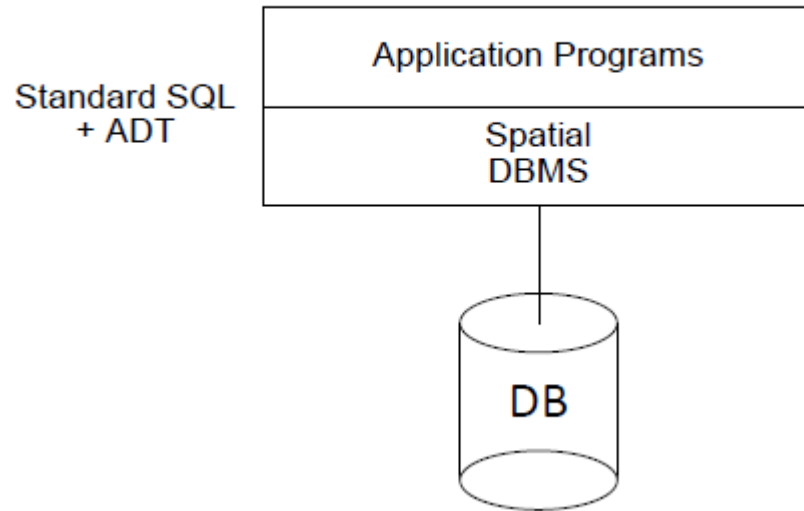 Application Programs
Standard SQL
+ ADT
Spatial
DBMS
DB